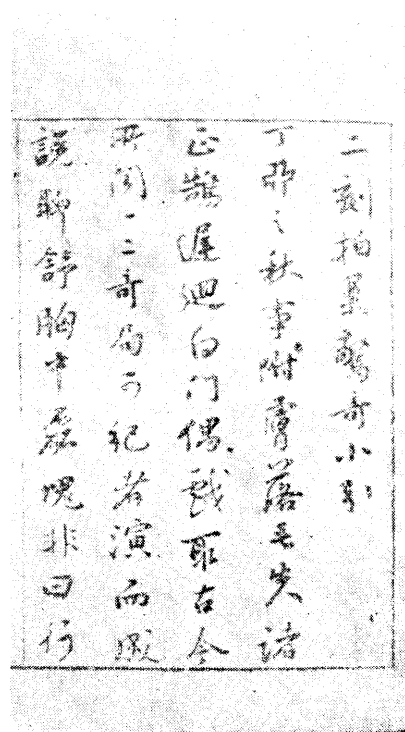 二刻拍案驚奇小引
丁卯之秋事附膚落毛失諸
正鵠遲迴白门偶戲取古今
所闻一二奇局可紀者演而成
說聊舒胸中磊塊非曰行